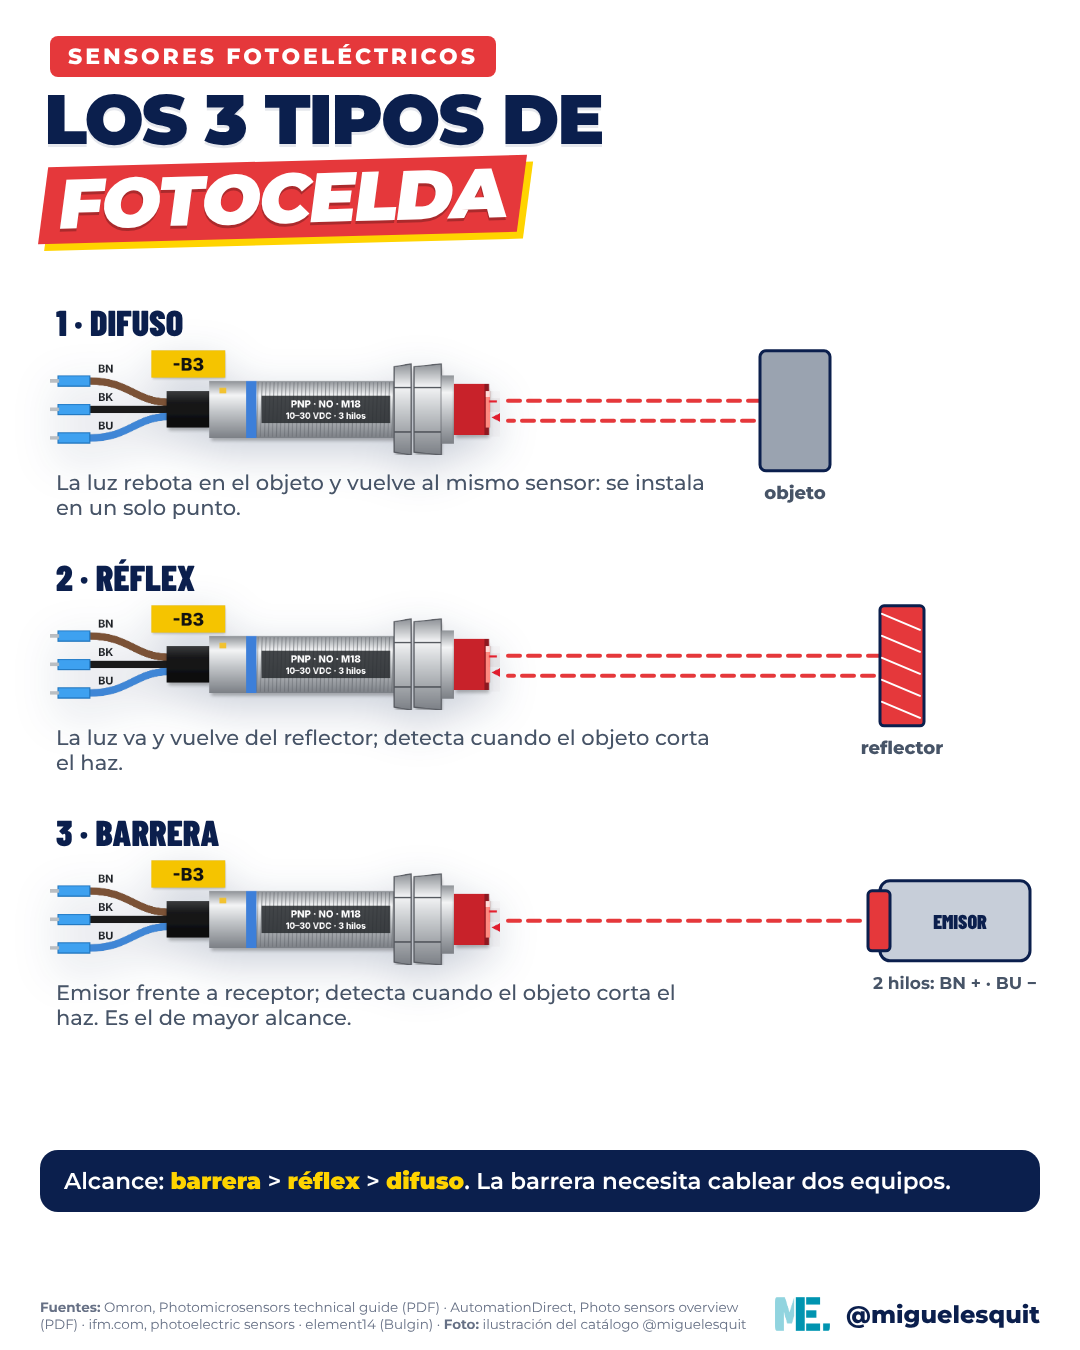 SENSORES FOTOELÉCTRICOS
LOS 3 TIPOS DE
FOTOCELDA
1 · DIFUSO
-B3
BN
BK
BU
PNP · NO · M18
10–30 VDC · 3 hilos
La luz rebota en el objeto y vuelve al mismo sensor: se instala
en un solo punto.
objeto
2 · RÉFLEX
-B3
BN
BK
BU
PNP · NO · M18
10–30 VDC · 3 hilos
La luz va y vuelve del reflector; detecta cuando el objeto corta
el haz.
reflector
3 · BARRERA
-B3
BN
BK
BU
PNP · NO · M18
10–30 VDC · 3 hilos
EMISOR
2 hilos: BN + · BU −
Emisor frente a receptor; detecta cuando el objeto corta el
haz. Es el de mayor alcance.
Alcance: barrera > réflex > difuso. La barrera necesita cablear dos equipos.
Fuentes: Omron, Photomicrosensors technical guide (PDF) · AutomationDirect, Photo sensors overview
(PDF) · ifm.com, photoelectric sensors · element14 (Bulgin) · Foto: ilustración del catálogo @miguelesquit
ME.
@miguelesquit